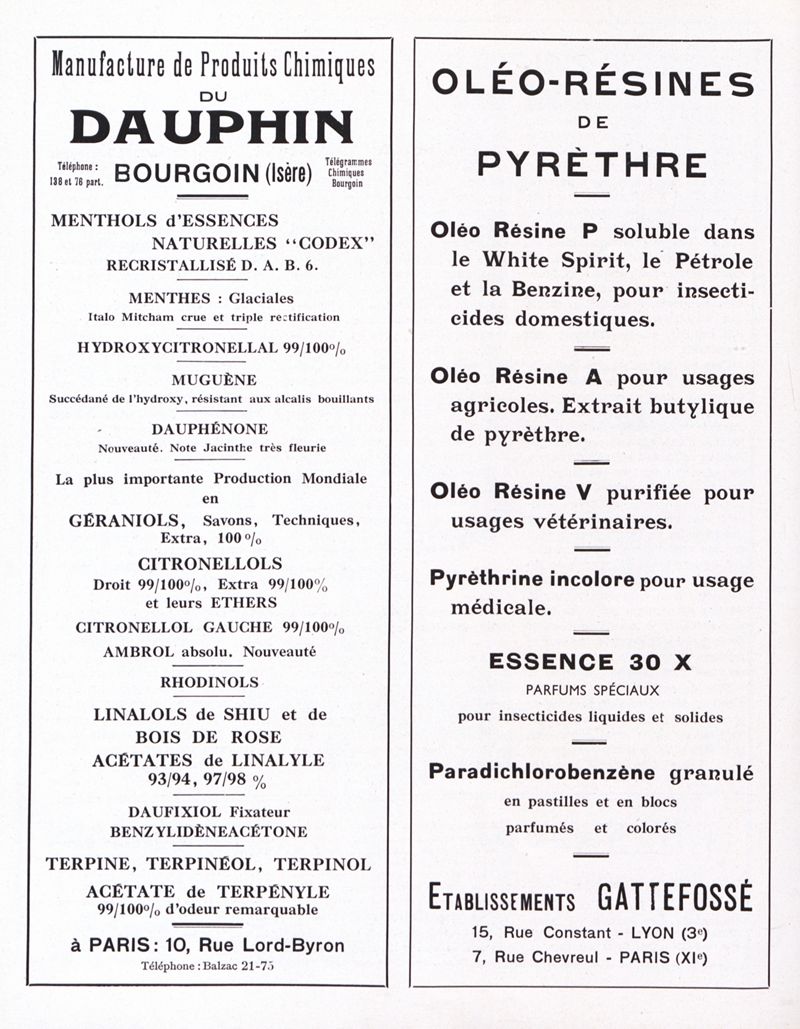 Manufacture de Produits Chimiques
DU
DAUPHIN
Téléphone :
138 et 76 part.
BOURGOIN (Isère)
Télégrammes
Chimiques
Bourgoin
MENTHOLS d'ESSENCES
NATURELLES “CODEX”
RECRISTALLISÉ D. A. B. 6.
MENTHES : Glaciales
Italo Mitcham crue et triple rectification
HYDROXYCITRONELLAL 99/100%
MUGUÈNE
Succédané de l'hydroxy, résistant aux alcalis bouillants
DAUPHÉNONE
Nouveauté. Note Jacinthe très fleurie
La plus importante Production Mondiale
en
GÉRANIOLS, Savons, Techniques,
Extra, 100%
CITRONELLOLS
Droit 99/100%, Extra 99/100%
et leurs ETHERS
CITRONELLOL GAUCHE 99/100%
AMBROL absolu. Nouveauté
RHODINOLS
LINALOLS de SHIU et de
BOIS DE ROSE
ACÉTATES de LINALYLE
93/94, 97/98 %
DAUFIXIOL Fixateur
BENZYLIDÈNEACÉTONE
TERPINE, TERPINÉOL, TERPINOL
ACÉTATE de TERPÉNYLE
99/100% d'odeur remarquable
à PARIS : 10, Rue Lord-Byron
Téléphone : Balzac 21-75
OLÉO-RÉSINES
DE
PYRÈTHRE
Oléo Résine P soluble dans
le White Spirit, le Pétrole
et la Benzine, pour insecti-
cides domestiques.
Oléo Résine A pour usages
agricoles. Extrait butylique
de pyrèthre.
Oléo Résine V purifiée pour
usages vétérinaires.
Pyrèthrine incolore pour usage
médicale.
ESSENCE 30 X
PARFUMS SPÉCIAUX
pour insecticides liquides et solides
Paradichlorobenzène granulé
en pastilles et en blocs
parfumés et colorés
ETABLISSEMENTS GATTEFOSSÉ
15, Rue Constant - LYON (3e)
7, Rue Chevreul - PARIS (XIe)